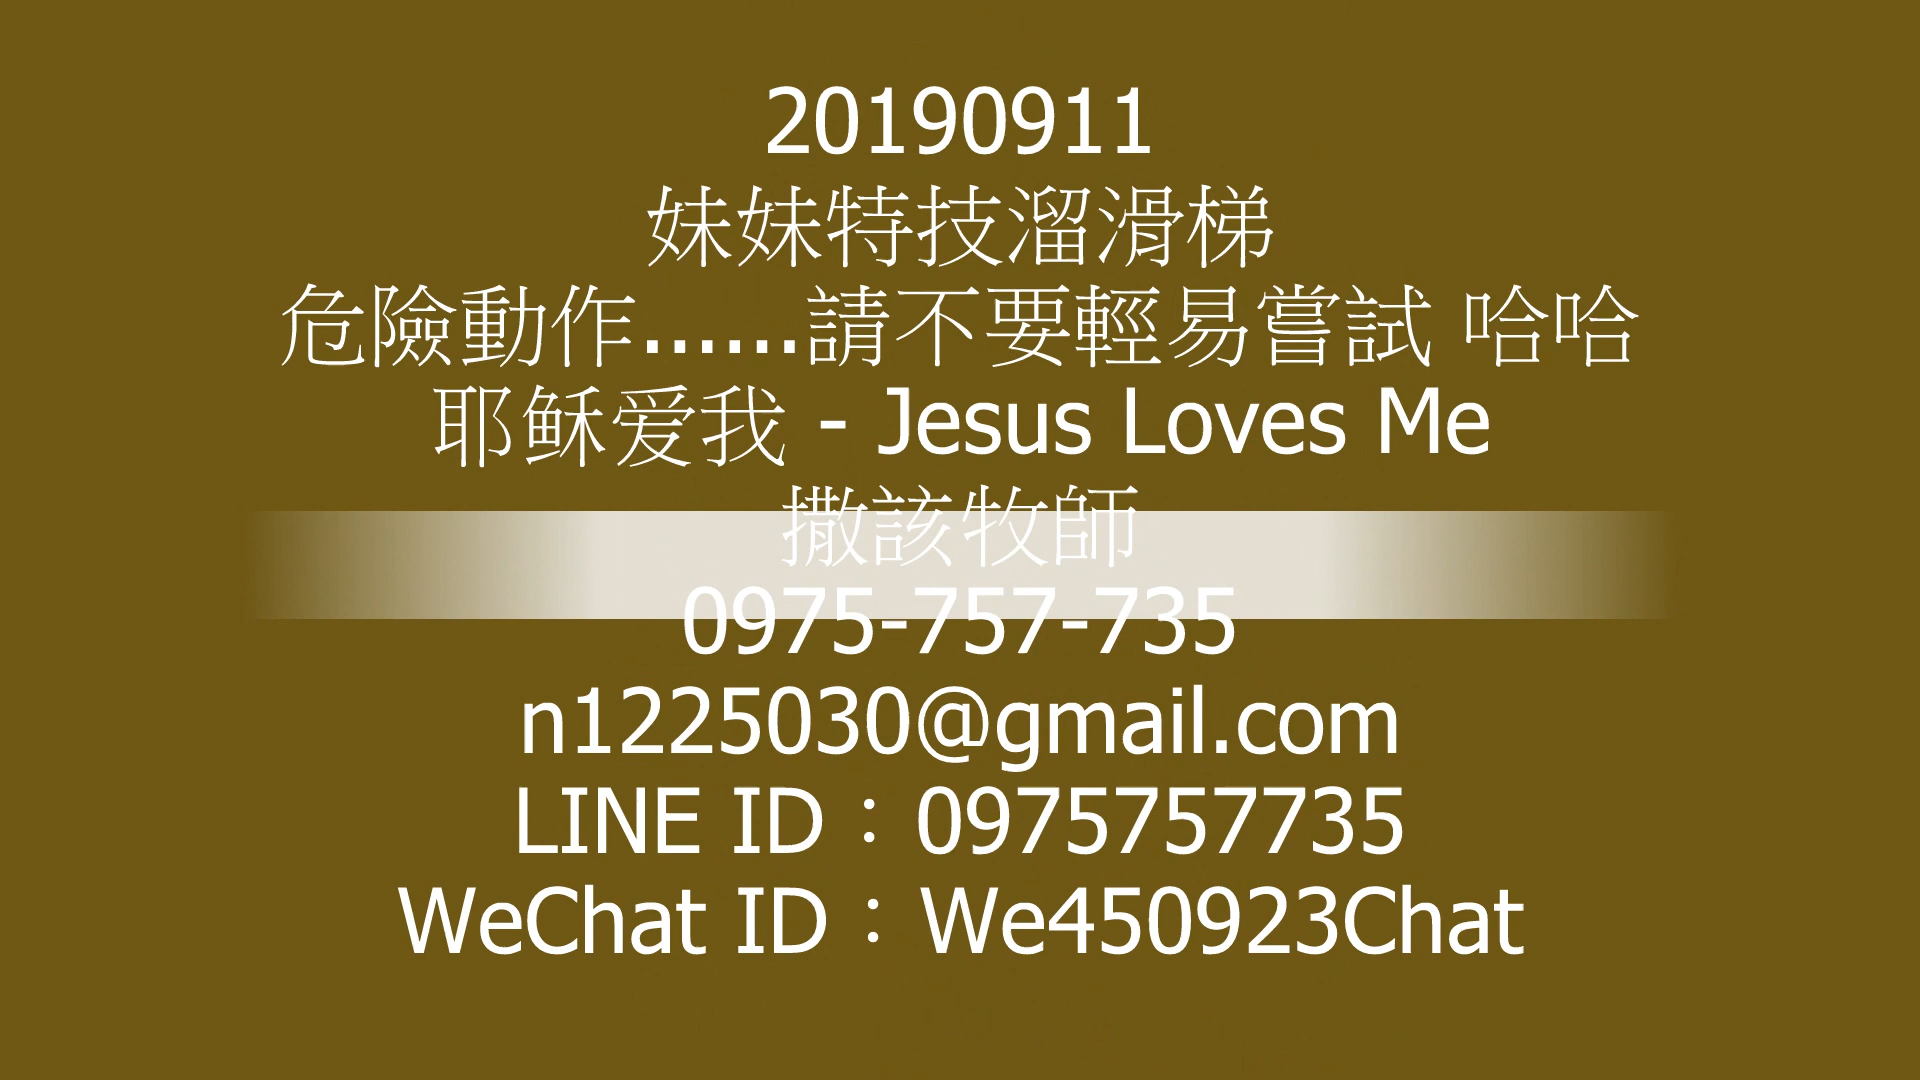 20190911
妹妹特技溜滑梯
危險動作......請不要輕易嘗試 哈哈
耶稣爱我 - Jesus Loves Me
撒該牧師
0975-757-735
n1225030@gmail.com
LINE ID：0975757735
WeChat ID：We450923Chat